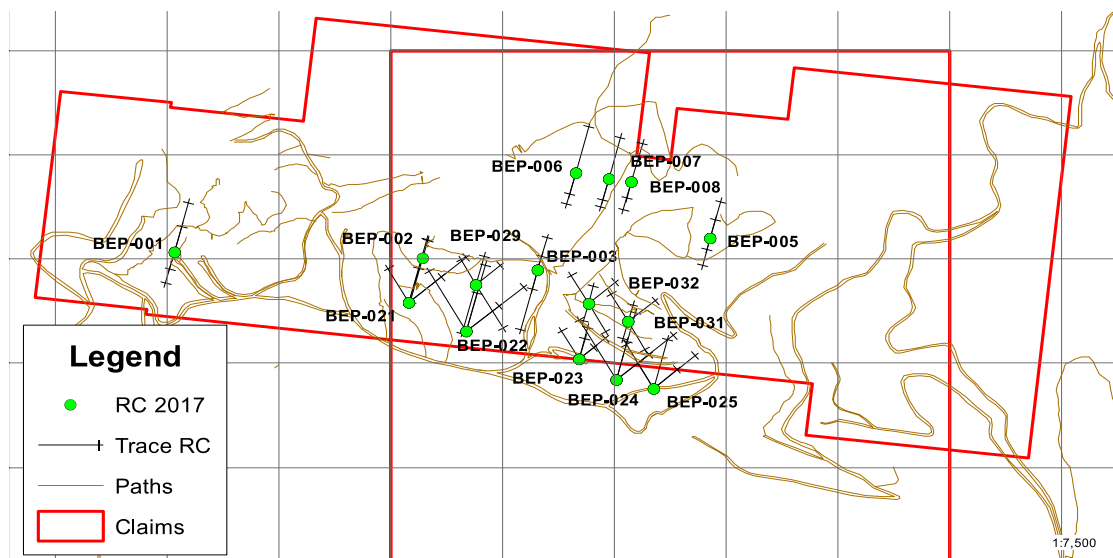 BEP-006
BEP-007
BEP-008
BEP-001
BEP-002
BEP-029
BEP-003
BEP-005
BEP-032
BEP-021
BEP-022
BEP-031
BEP-023
BEP-024
BEP-025
Legend
RC 2017
Trace RC
Paths
Claims
1:7,500